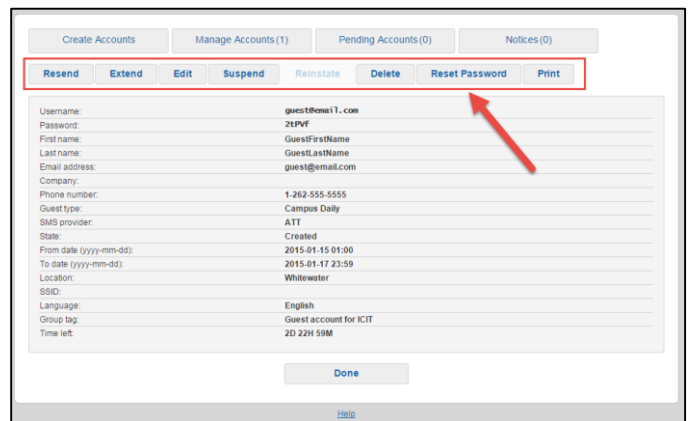 Create Accounts Manage Accounts (1) Pending Accounts (0) Notices (0)
Resend Extend Edit Suspend Reinstate Delete Reset Password Print
Username: guest@email.com
Password: 2tPVF
First name: GuestFirstName
Last name: GuestLastName
Email address: guest@email.com
Company:
Phone number: 1-262-555-5555
Guest type: Campus Daily
SMS provider: ATT
State: Created
From date (yyyy-mm-dd): 2015-01-15 01:00
To date (yyyy-mm-dd): 2015-01-17 23:59
Location: Whitewater
SSID:
Language: English
Group tag: Guest account for ICIT
Time left: 2D 22H 59M
Done
Help